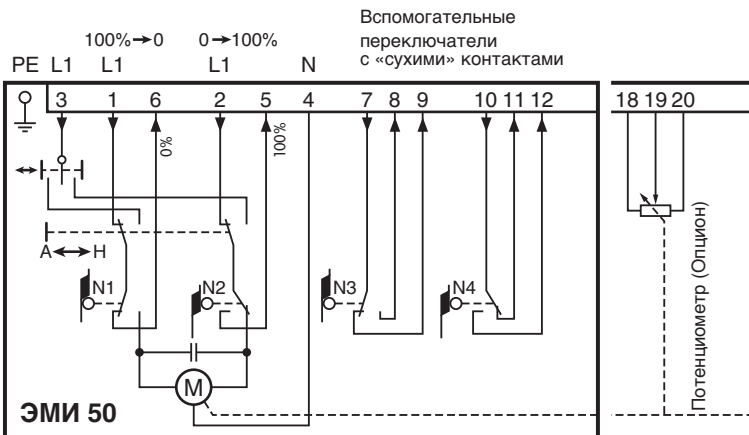 Вспомогательные
переключатели
с «сухими» контактами
100%→0 0→100%
PE L1 L1 L1 N
3 1 6 2 5 4 7 8 9 10 11 12 18 19 20
0%
100%
A ↔ H
N1 N2 N3 N4
M
ЭМИ 50
Потенциометр (Опцион)